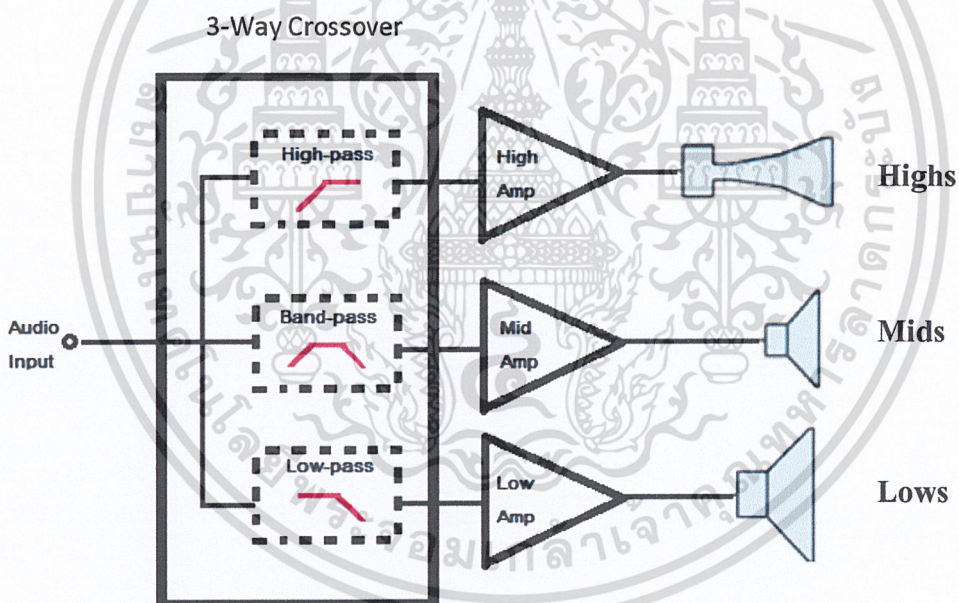 3-Way Crossover
High-pass
High
Amp
Highs
Audio
Input
Band-pass
Mid
Amp
Mids
Low-pass
Low
Amp
Lows